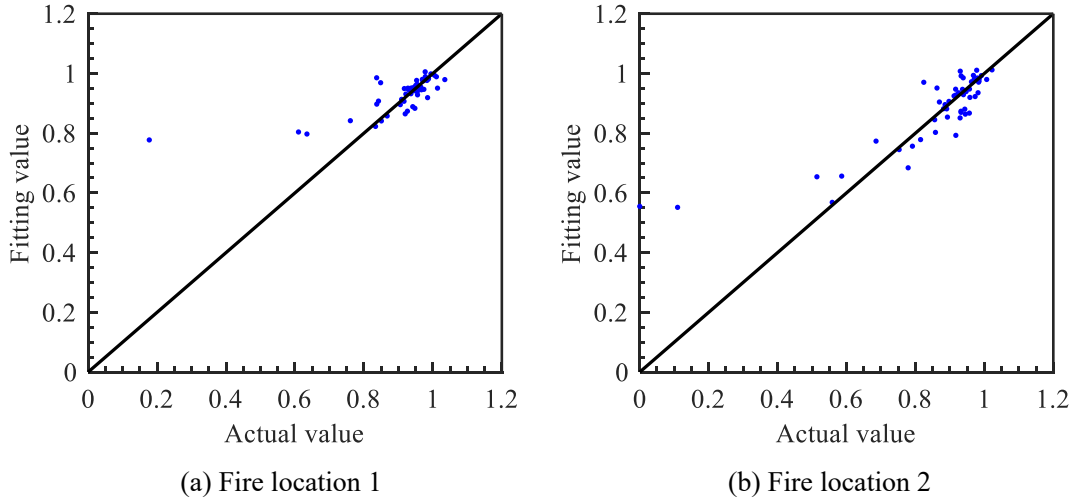 1.2
1
0.8
0.6
0.4
0.2
0
0 0.2 0.4 0.6 0.8 1 1.2
Fitting value
Actual value
(a) Fire location 1
1.2
1
0.8
0.6
0.4
0.2
0
0 0.2 0.4 0.6 0.8 1 1.2
Fitting value
Actual value
(b) Fire location 2